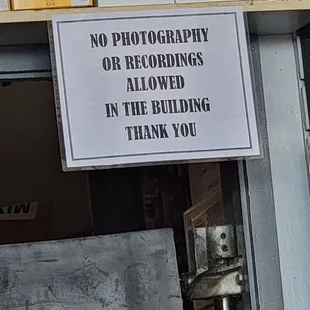 NO PHOTOGRAPHY
OR RECORDINGS
ALLOWED
IN THE BUILDING
THANK YOU